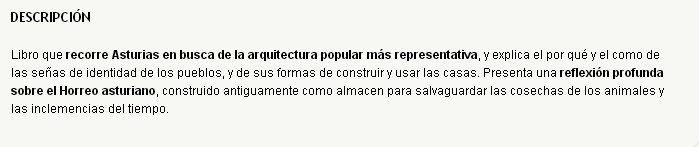 DESCRIPCIÓN
Libro que recorre Asturias en busca de la arquitectura popular más representativa, y explica el por qué y el como de
las señas de identidad de los pueblos, y de sus formas de construir y usar las casas. Presenta una reflexión profunda
sobre el Horreo asturiano, construido antiguamente como almacen para salvaguardar las cosechas de los animales y
las inclemencias del tiempo.